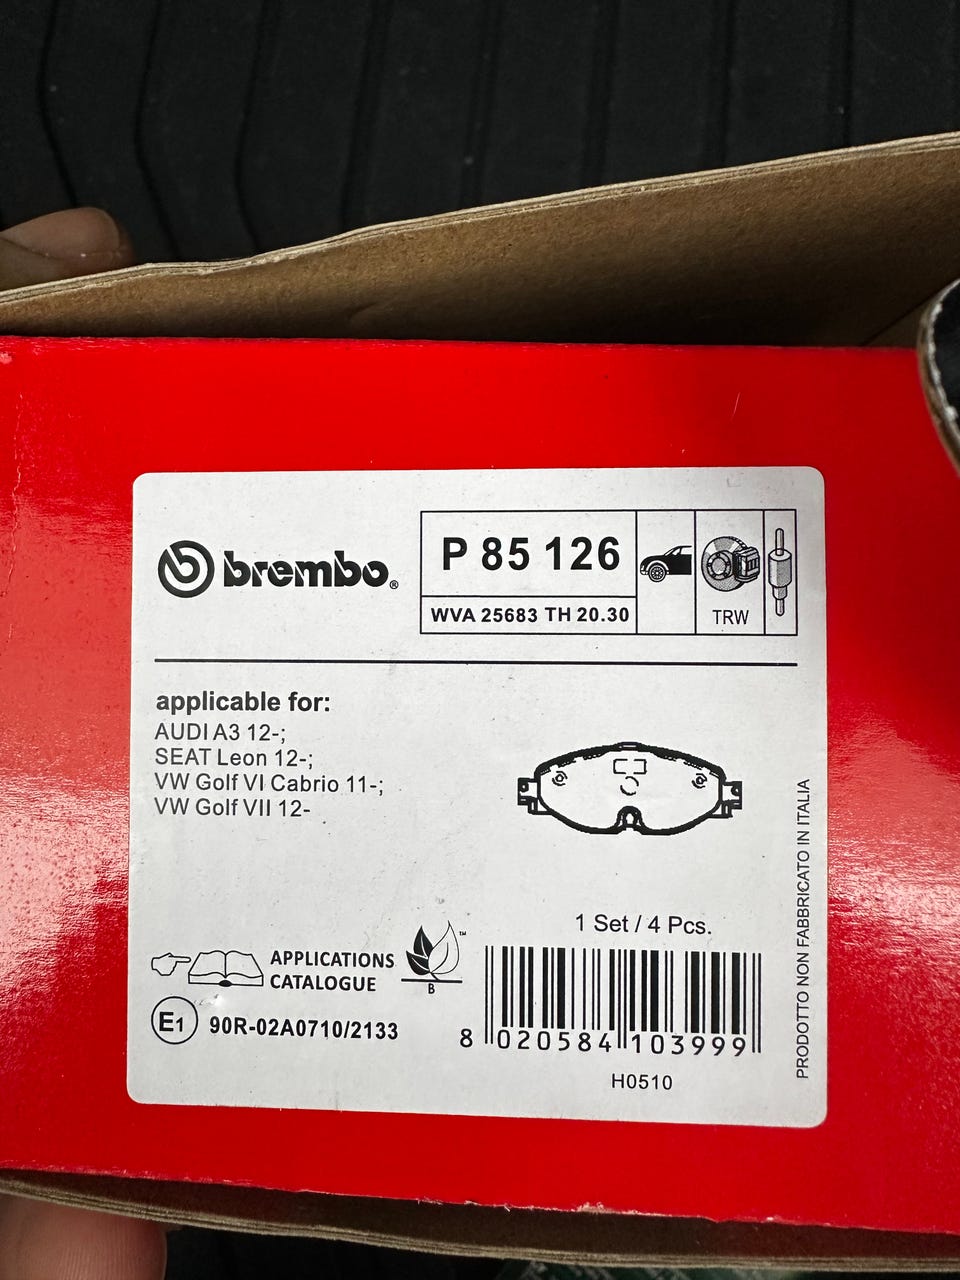 brembo®
P 85 126
WVA 25683 TH 20.30
TRW
applicable for:
AUDI A3 12-;
SEAT Leon 12-;
VW Golf VI Cabrio 11-;
VW Golf VII 12-
1 Set / 4 Pcs.
APPLICATIONS
CATALOGUE
™
B
E1 90R-02A0710/2133
8 020584 103999
H0510
PRODOTTO NON FABBRICATO IN ITALIA